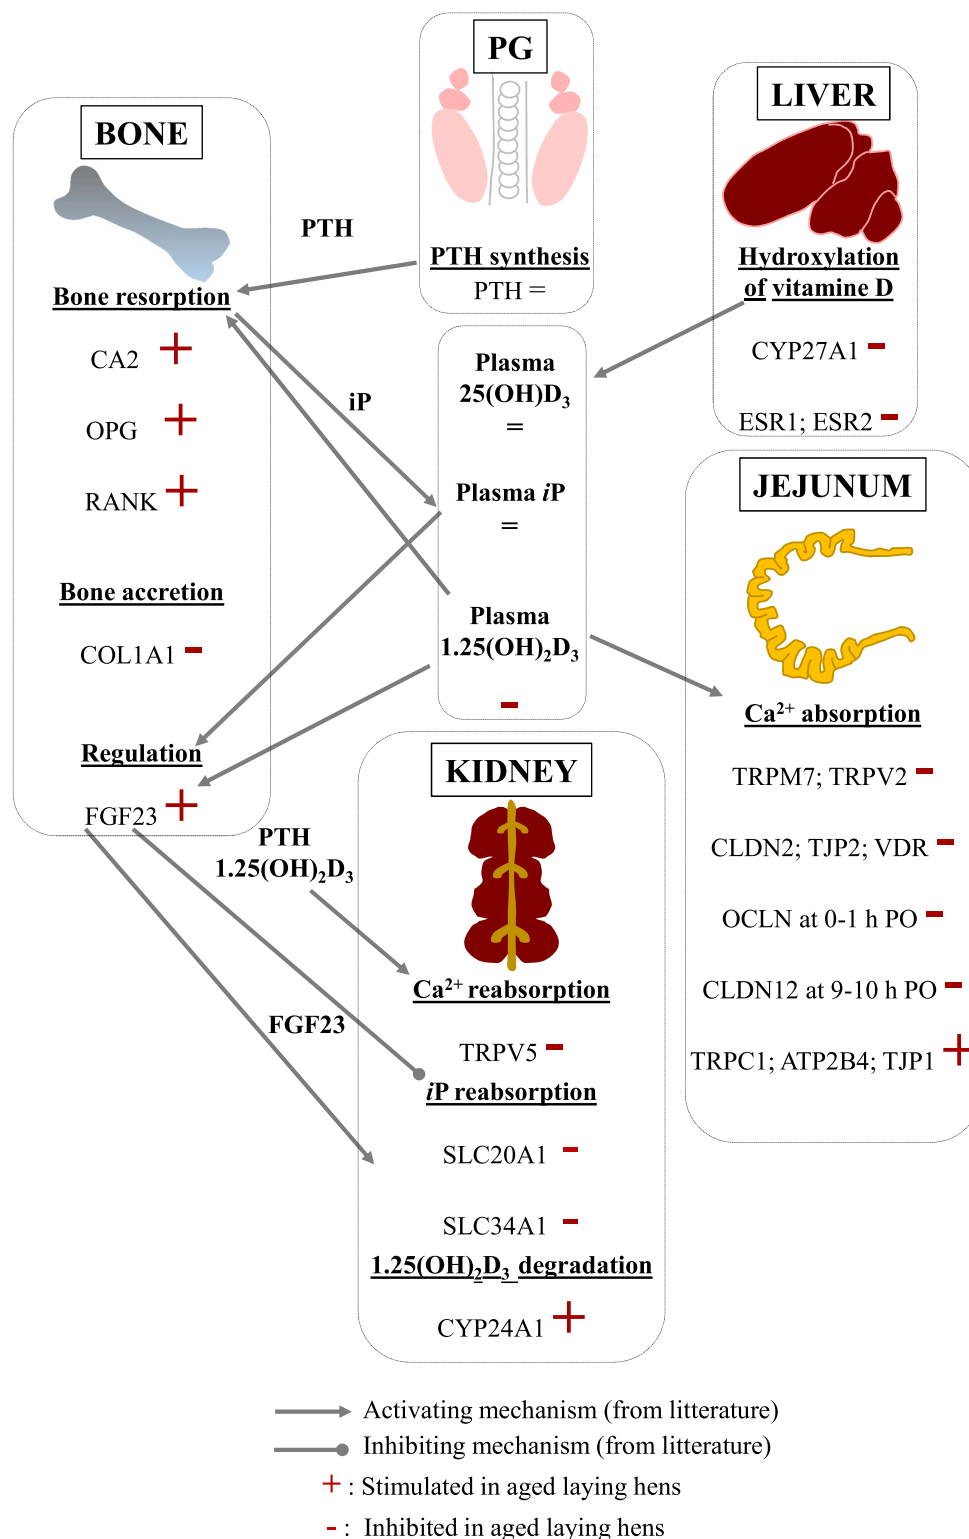 PG
PTH synthesis
PTH =
BONE
Bone resorption
CA2 +
OPG +
RANK +
Bone accretion
COL1A1 -
Regulation
FGF23 +
PTH
iP
LIVER
Hydroxylation
of vitamine D
CYP27A1 -
ESR1; ESR2 -
Plasma
25(OH)D₃
=
Plasma iP
=
Plasma
1.25(OH)₂D₃
-
JEJUNUM
Ca²⁺ absorption
TRPM7; TRPV2 -
CLDN2; TJP2; VDR -
OCLN at 0-1 h PO -
CLDN12 at 9-10 h PO -
TRPC1; ATP2B4; TJP1 +
PTH
1.25(OH)₂D₃
FGF23
KIDNEY
Ca²⁺ reabsorption
TRPV5 -
iP reabsorption
SLC20A1 -
SLC34A1 -
1.25(OH)₂D₃ degradation
CYP24A1 +
Activating mechanism (from litterature)
Inhibiting mechanism (from litterature)
+ : Stimulated in aged laying hens
- : Inhibited in aged laying hens